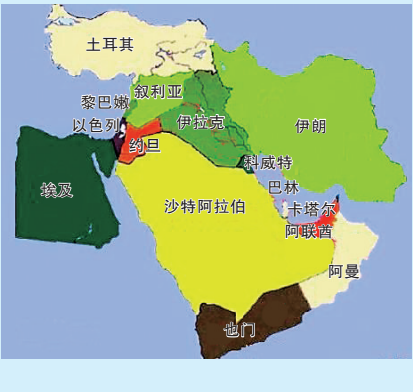 土耳其
叙利亚
黎巴嫩
以色列
伊拉克
伊朗
约旦
科威特
埃及
巴林
沙特阿拉伯
卡塔尔
阿联酋
阿曼
也门